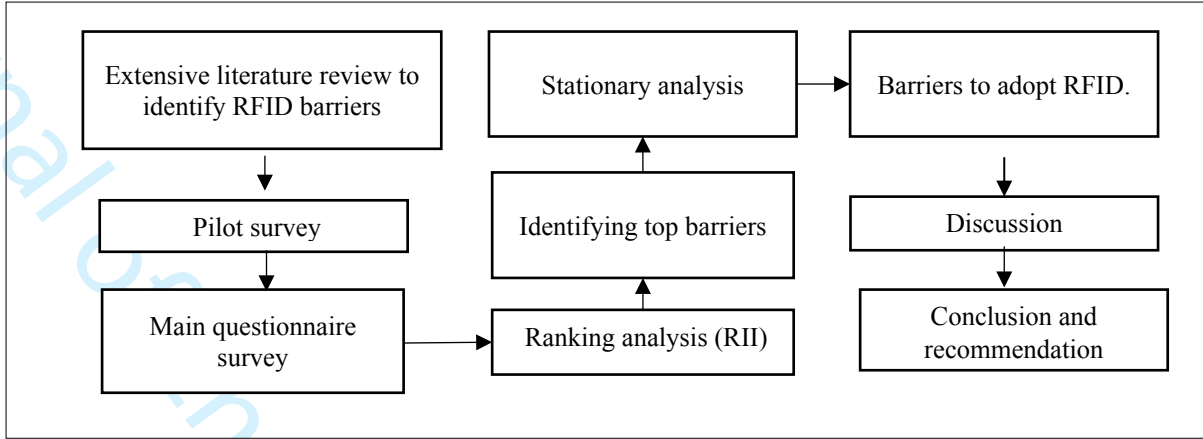 Extensive literature review to
identify RFID barriers
Pilot survey
Main questionnaire
survey
Ranking analysis (RII)
Identifying top barriers
Stationary analysis
Barriers to adopt RFID.
Discussion
Conclusion and
recommendation